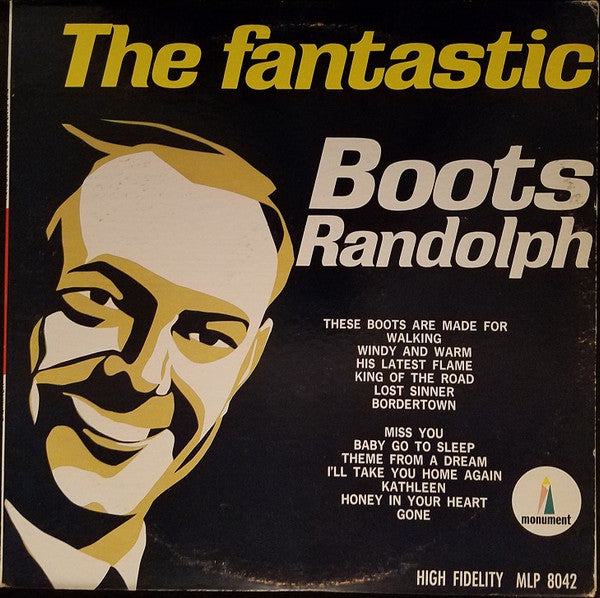 The fantastic
Boots
Randolph
THESE BOOTS ARE MADE FOR
WALKING
WINDY AND WARM
HIS LATEST FLAME
KING OF THE ROAD
LOST SINNER
BORDERTOWN
MISS YOU
BABY GO TO SLEEP
THEME FROM A DREAM
I'LL TAKE YOU HOME AGAIN
KATHLEEN
HONEY IN YOUR HEART
GONE
monument
HIGH FIDELITY MLP 8042